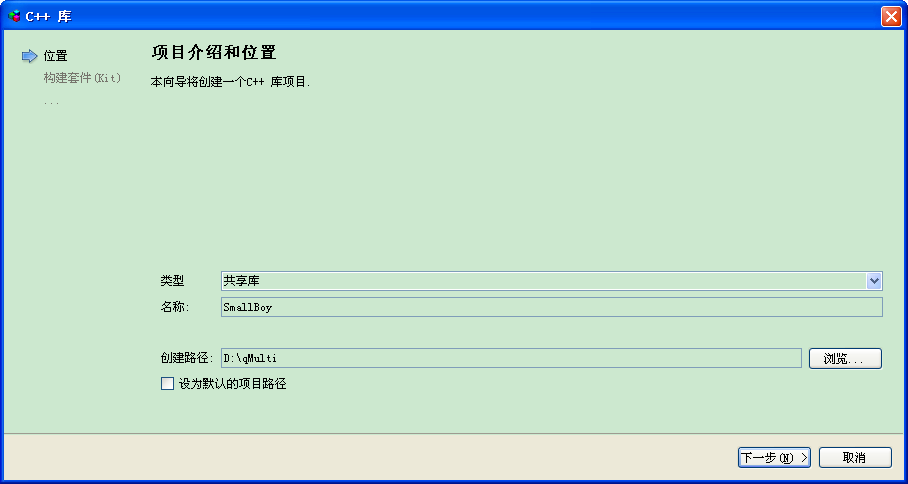 C++ 库
位置
构建套件(Kit)
...
项目介绍和位置
本向导将创建一个C++ 库项目.
类型
共享库
名称:
SmallBoy
创建路径:
D:\qMulti
浏览...
设为默认的项目路径
下一步(N) >
取消